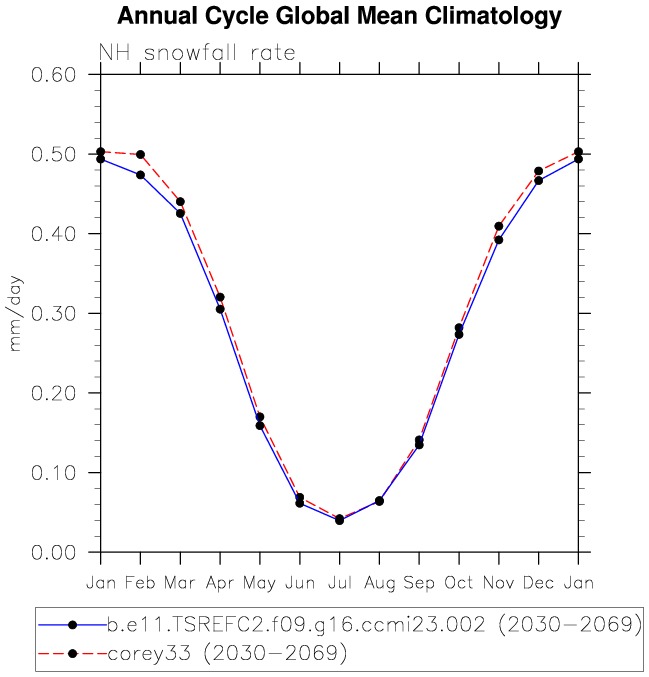 Annual Cycle Global Mean Climatology
NH snowfall rate
0.60
0.50
0.40
0.30
0.20
0.10
0.00
mm/day
Jan Feb Mar Apr May Jun Jul Aug Sep Oct Nov Dec Jan
b.e11.TSREFC2.f09.g16.ccmi23.002 (2030-2069)
corey33 (2030-2069)